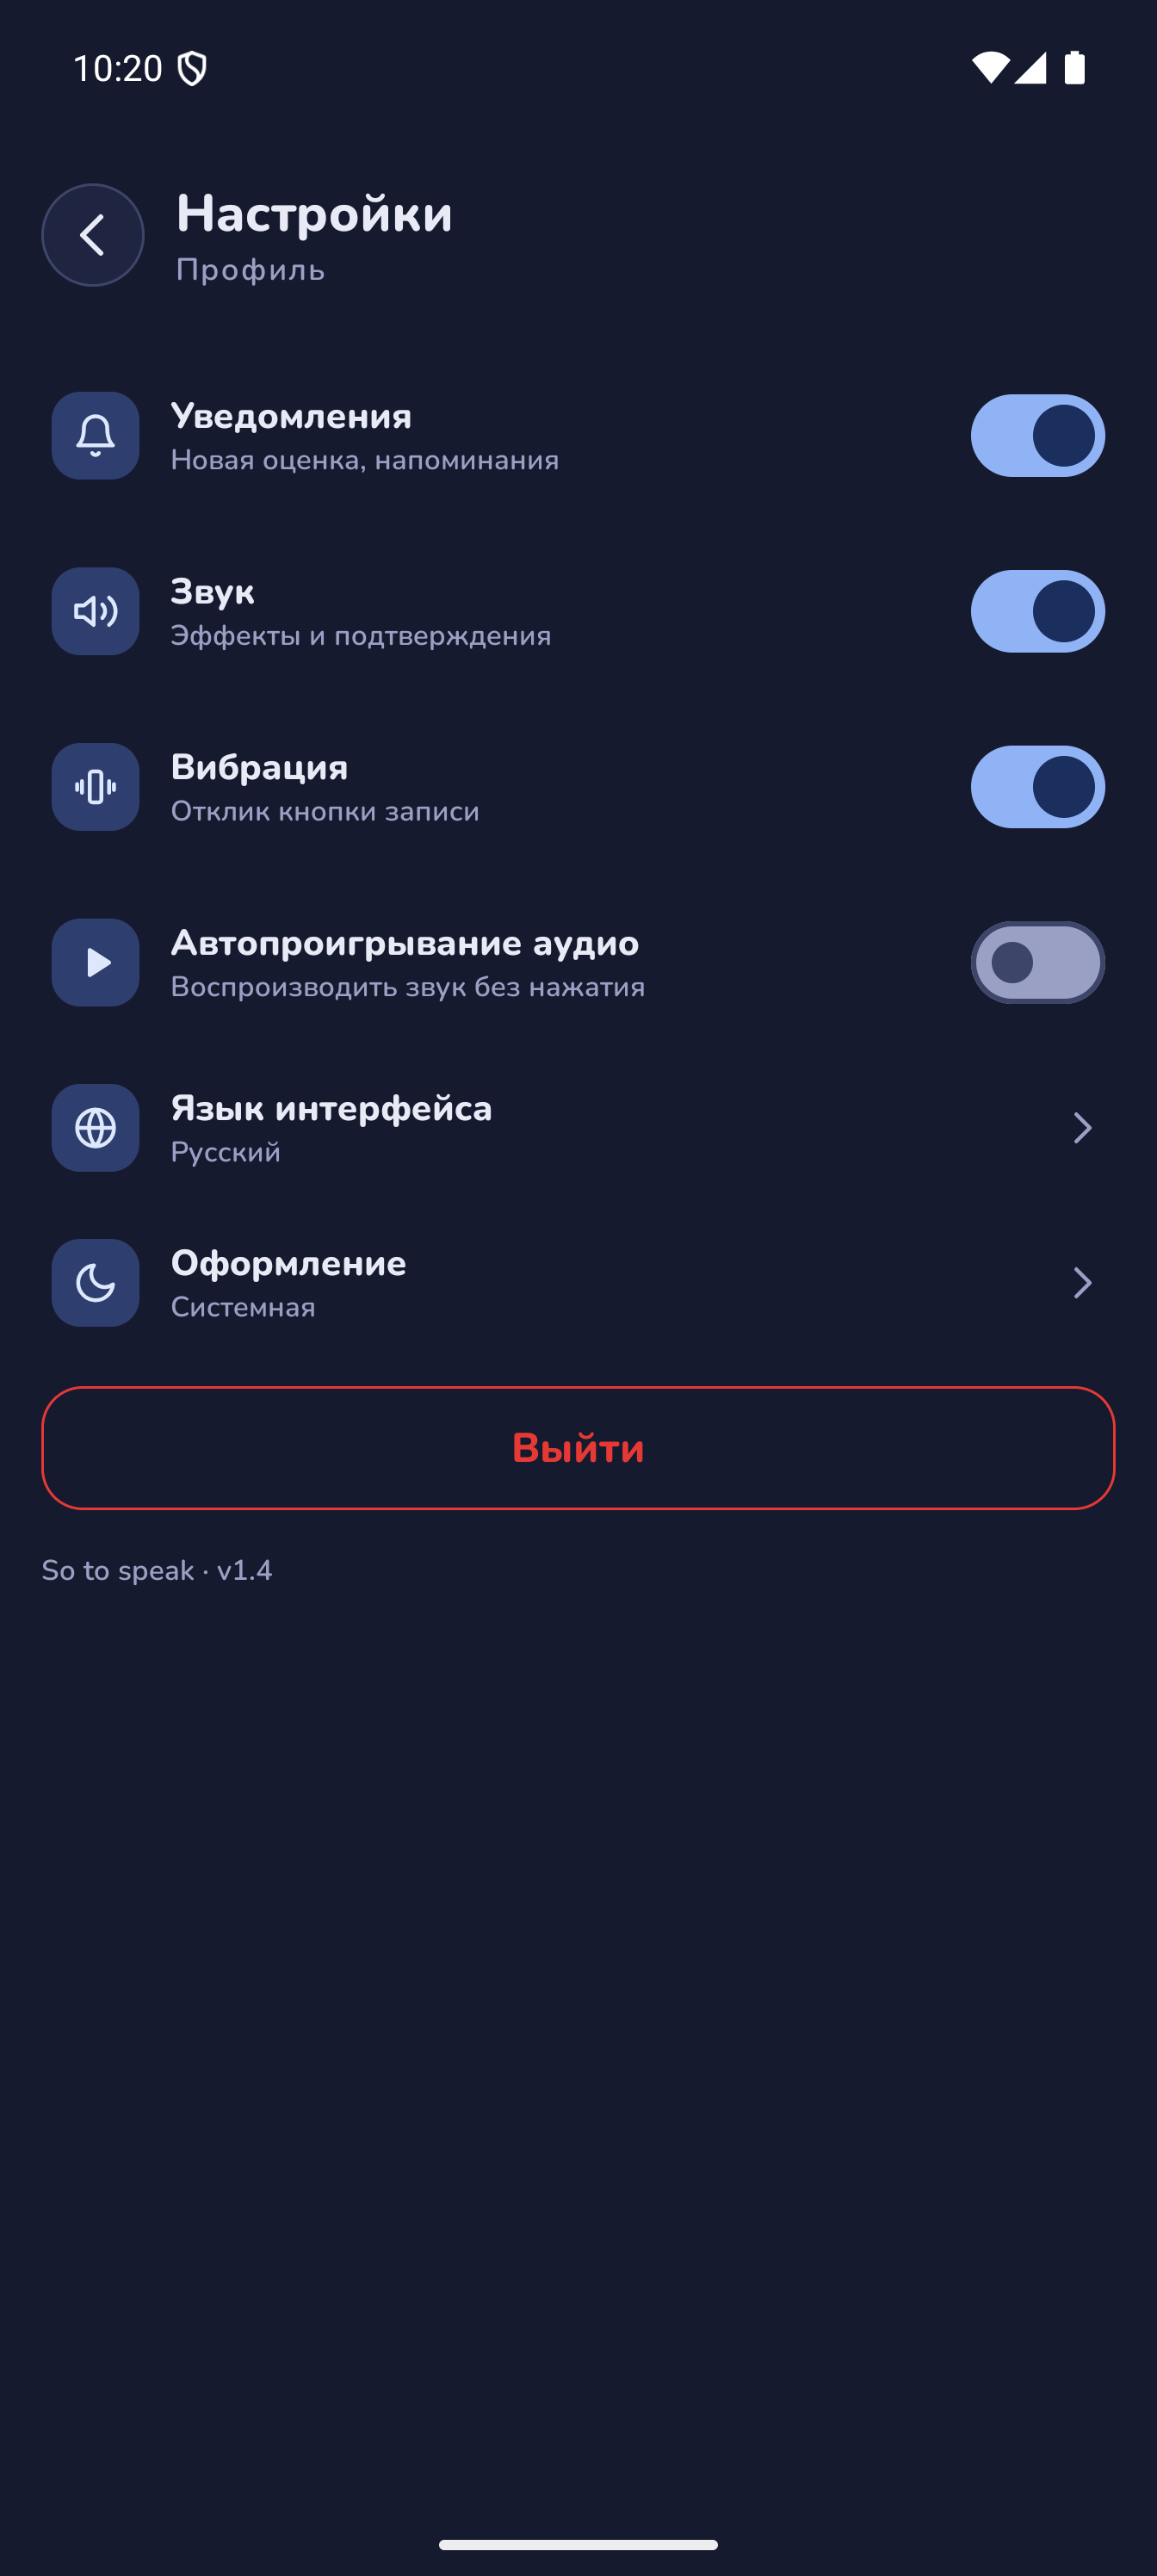 10:20
Настройки
Профиль
Уведомления
Новая оценка, напоминания
Звук
Эффекты и подтверждения
Вибрация
Отклик кнопки записи
Автопроигрывание аудио
Воспроизводить звук без нажатия
Язык интерфейса
Русский
Оформление
Системная
Выйти
So to speak · v1.4